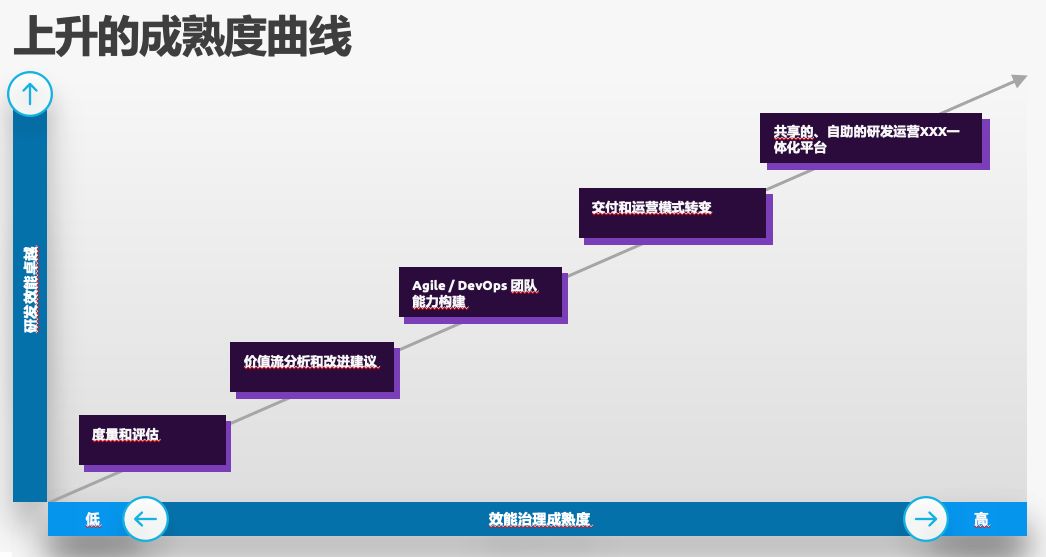 上升的成熟度曲线
共享的、自助的研发运营XXX一
体化平台
交付和运营模式转变
Agile / DevOps 团队
能力构建
价值流分析和改进建议
度量和评估
研发效能卓越
低
效能治理成熟度
高